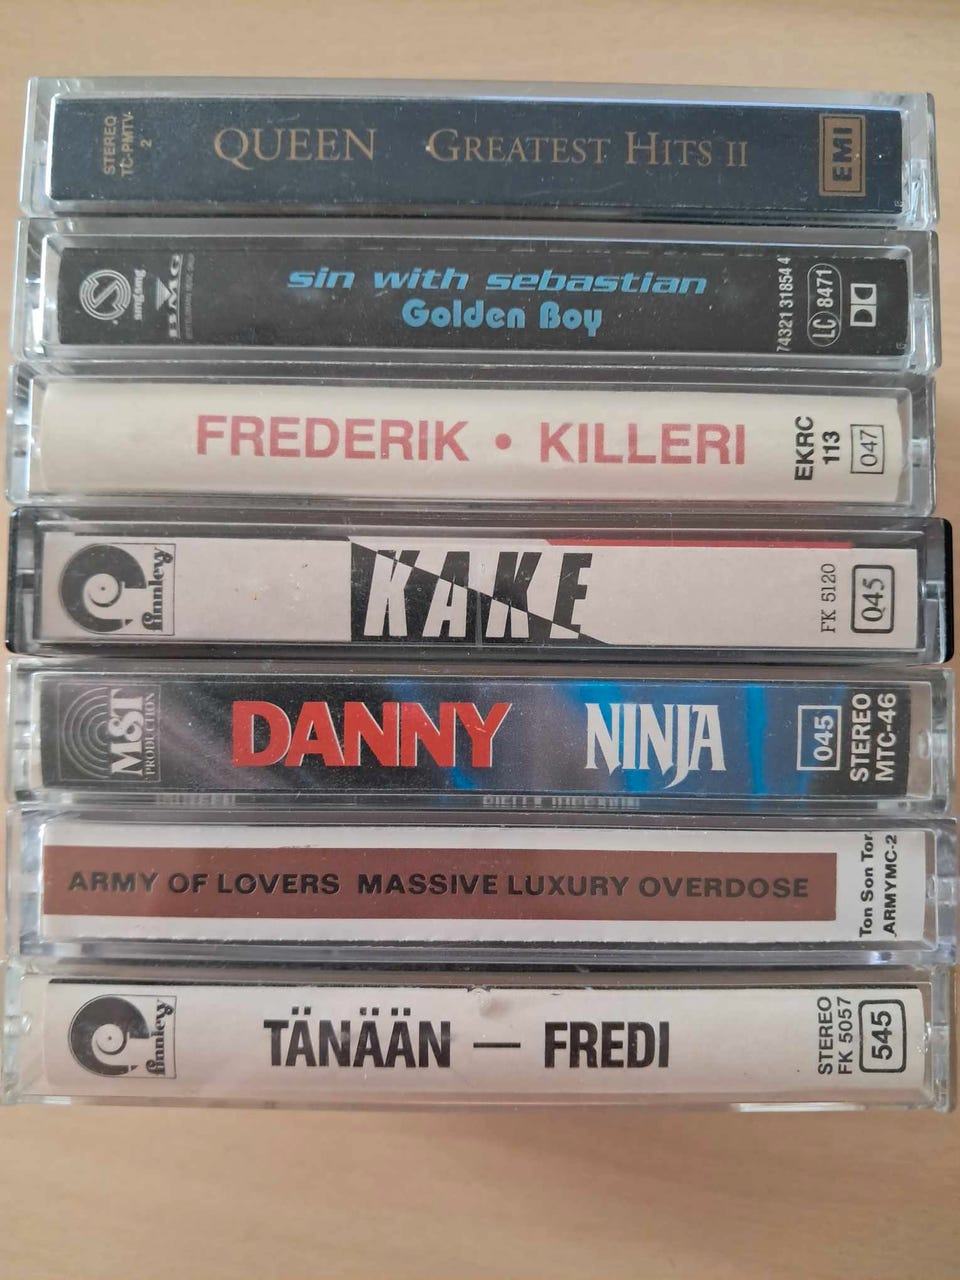 STEREO
TC-PMTV
2
QUEEN GREATEST HITS II
EMI
singsong
BMG
sin with sebastian
Golden Boy
74321 31854 4
LC 8471
FREDERIK • KILLERI
EKRC
113
047
finnlevy
KAKE
FK 5120
045
M&T
PRODUCTION
DANNY NINJA
045
STEREO
MTC-46
ARMY OF LOVERS MASSIVE LUXURY OVERDOSE
Ton Son Ton
ARMYMC-2
finnlevy
TÄNÄÄN — FREDI
STEREO
FK 5057
545